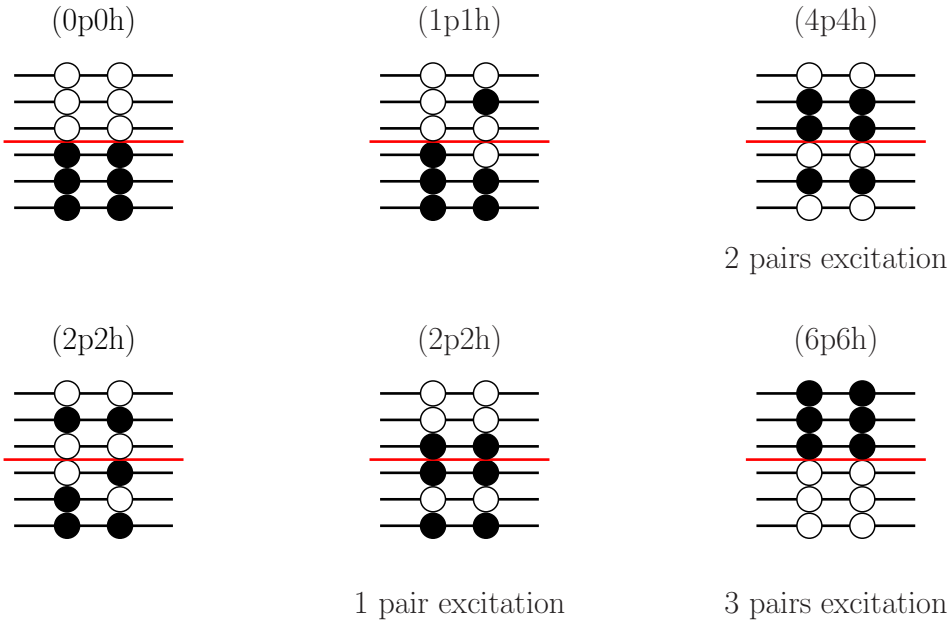 (0p0h)
(1p1h)
(4p4h)
2 pairs excitation
(2p2h)
(2p2h)
(6p6h)
1 pair excitation
3 pairs excitation